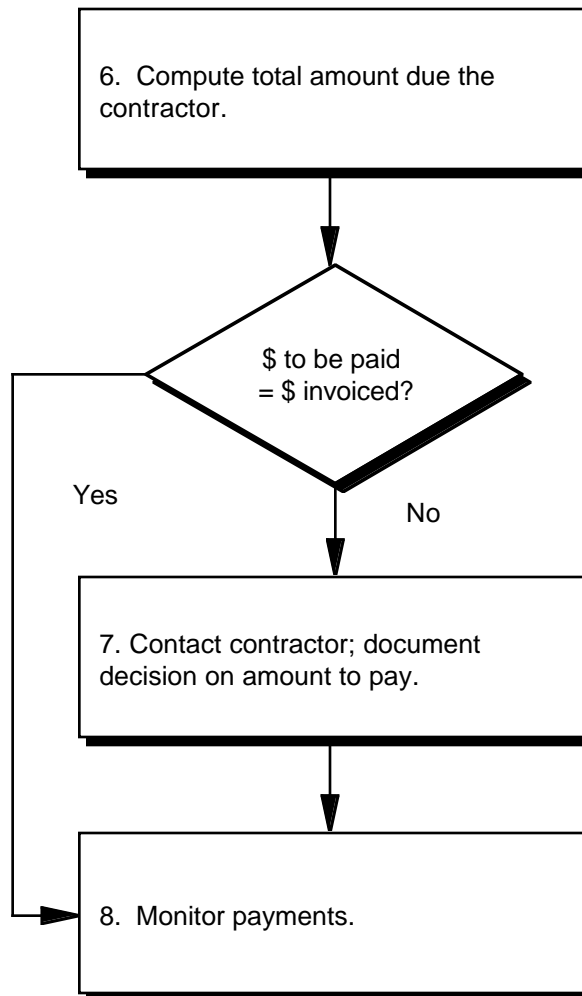 6.  Compute total amount due the
contractor.
$ to be paid
= $ invoiced?
Yes
No
7. Contact contractor; document
decision on amount to pay.
8.  Monitor payments.